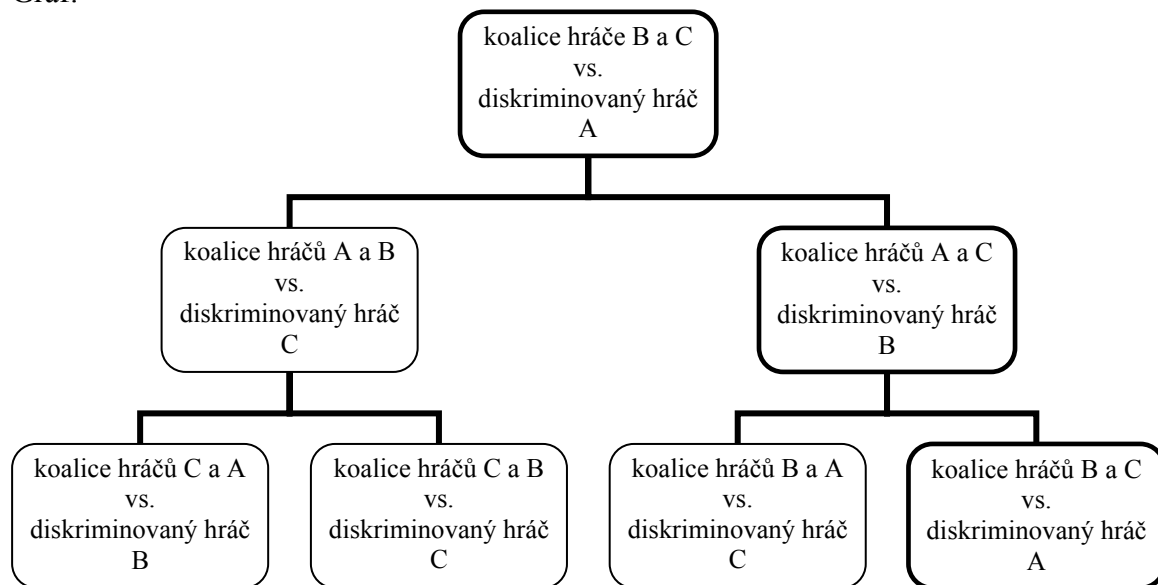 koalice hráče B a C
vs.
diskriminovaný hráč
A
koalice hráčů A a B
vs.
diskriminovaný hráč
C
koalice hráčů A a C
vs.
diskriminovaný hráč
B
koalice hráčů C a A
vs.
diskriminovaný hráč
B
koalice hráčů C a B
vs.
diskriminovaný hráč
C
koalice hráčů B a A
vs.
diskriminovaný hráč
C
koalice hráčů B a C
vs.
diskriminovaný hráč
A